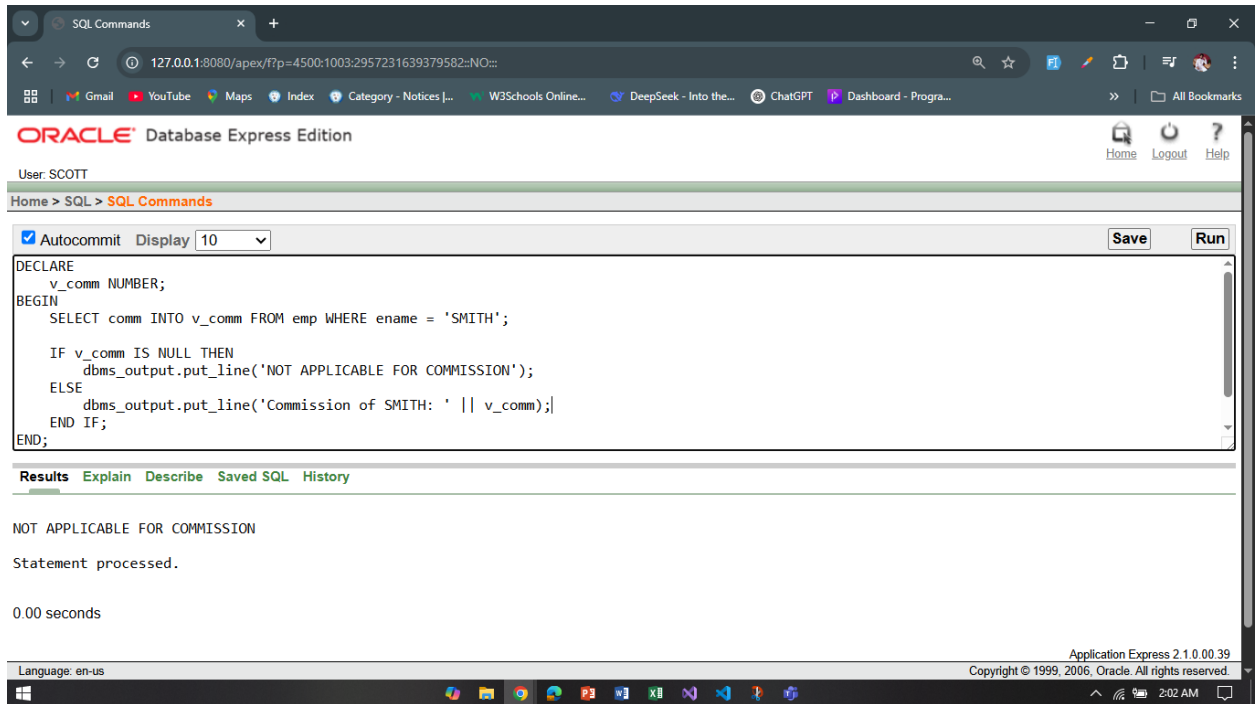 SQL Commands
127.0.0.1:8080/apex/f?p=4500:1003:2957231639379582::NO:::
Gmail YouTube Maps Index Category - Notices |... W3Schools Online... DeepSeek - Into the... ChatGPT Dashboard - Progra... All Bookmarks
ORACLE Database Express Edition
Home Logout Help
User: SCOTT
Home > SQL > SQL Commands
Autocommit Display 10 Save Run
DECLARE
    v_comm NUMBER;
BEGIN
    SELECT comm INTO v_comm FROM emp WHERE ename = 'SMITH';
    IF v_comm IS NULL THEN
        dbms_output.put_line('NOT APPLICABLE FOR COMMISSION');
    ELSE
        dbms_output.put_line('Commission of SMITH: ' || v_comm);
    END IF;
END;
Results Explain Describe Saved SQL History
NOT APPLICABLE FOR COMMISSION
Statement processed.
0.00 seconds
Application Express 2.1.0.00.39
Language: en-us Copyright © 1999, 2006, Oracle. All rights reserved.
2:02 AM